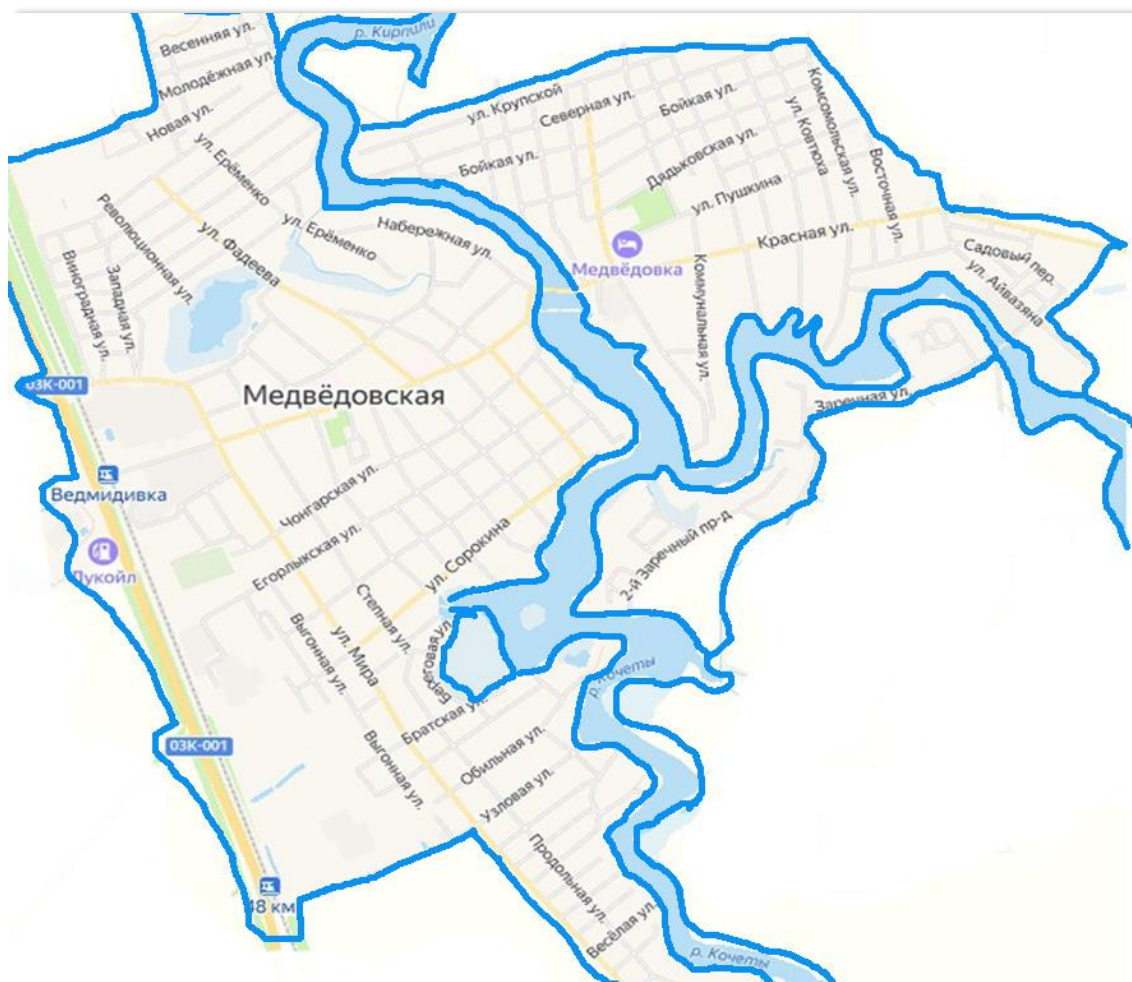 р. Кирпили
Весенняя ул.
Молодёжная ул.
Новая ул.
ул. Ерёменко
ул. Крупской
Северная ул.
Бойкая ул.
Комсомольская ул.
ул. Ковтюха
Бойкая ул.
Дядьковская ул.
Восточная ул.
ул. Пушкина
Революционная ул.
ул. Фадеева
ул. Ерёменко
Набережная ул.
Красная ул.
Садовый пер.
ул. Айвазяна
Медвёдовка
Коммунальная ул.
Виноградная ул.
Западная ул.
03К-001
Медвёдовская
Заречная ул.
Ведмидивка
Чонгарская ул.
Лукойл
Егорлыкская ул.
ул. Сорокина
2-й Заречный пр-д
Степная ул.
Выгонная ул.
ул. Мира
Береговая ул.
р. Кочеты
Братская ул.
03К-001
Выгонная ул.
Обильная ул.
Узловая ул.
Продольная ул.
48 км
Весёлая ул.
р. Кочеты